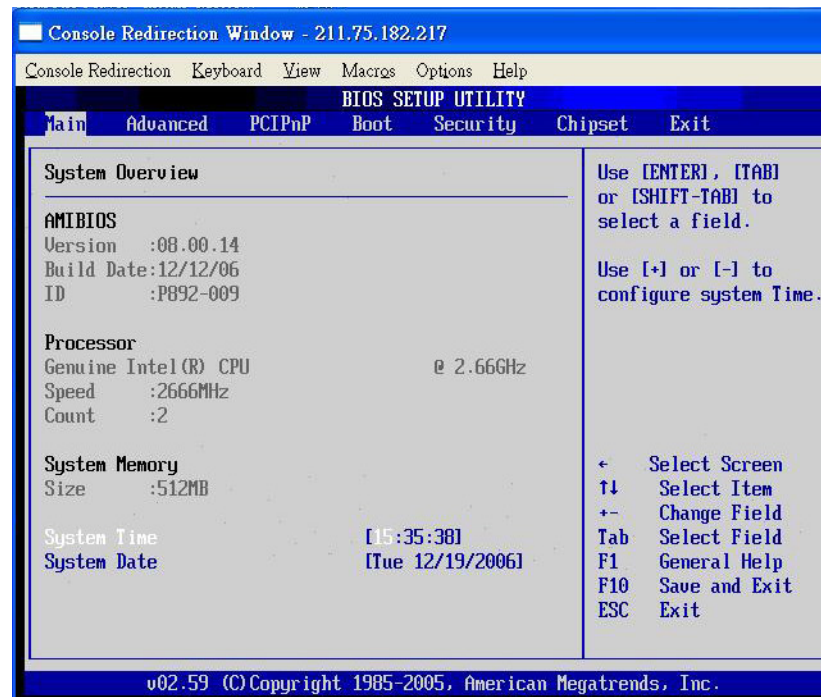 Console Redirection Window - 211.75.182.217
Console Redirection Keyboard View Macros Options Help
BIOS SETUP UTILITY
Main Advanced PCIPnP Boot Security Chipset Exit
System Overview
AMIBIOS
Version :08.00.14
Build Date:12/12/06
ID :P892-009
Processor
Genuine Intel(R) CPU @ 2.66GHz
Speed :2666MHz
Count :2
System Memory
Size :512MB
System Time [15:35:38]
System Date [Tue 12/19/2006]
Use [ENTER], [TAB]
or [SHIFT-TAB] to
select a field.
Use [+] or [-] to
configure system Time.
← Select Screen
↑↓ Select Item
+- Change Field
Tab Select Field
F1 General Help
F10 Save and Exit
ESC Exit
v02.59 (C)Copyright 1985-2005, American Megatrends, Inc.